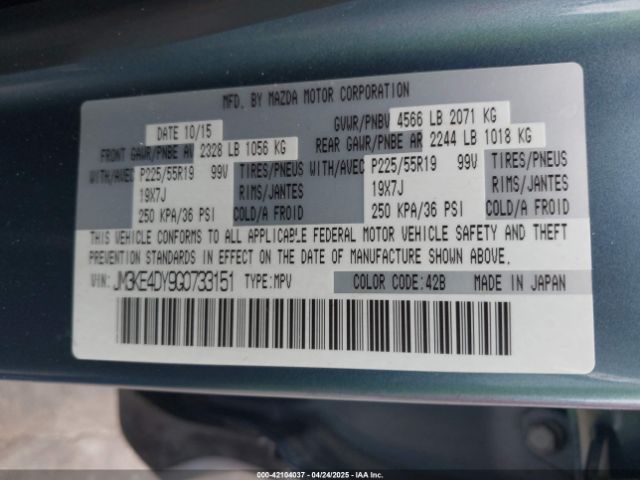 MFD. BY MAZDA MOTOR CORPORATION
DATE 10/15 GVWR/PNBV 4566 LB 2071 KG
FRONT GAWR/PNBE AV 2328 LB 1056 KG REAR GAWR/PNBE AR 2244 LB 1018 KG
WITH/AVEC P225/55R19 99V TIRES/PNEUS WITH/AVEC P225/55R19 99V TIRES/PNEUS
19X7J RIMS/JANTES 19X7J RIMS/JANTES
250 KPA/36 PSI COLD/A FROID 250 KPA/36 PSI COLD/A FROID
THIS VEHICLE CONFORMS TO ALL APPLICABLE FEDERAL MOTOR VEHICLE SAFETY AND THEFT
PREVENTION STANDARDS IN EFFECT ON THE DATE OF MANUFACTURE SHOWN ABOVE.
VIN: JM3KE4DY9G0733151 TYPE: MPV COLOR CODE: 42B MADE IN JAPAN
000-42104037 - 04/24/2025 - IAAI.COM